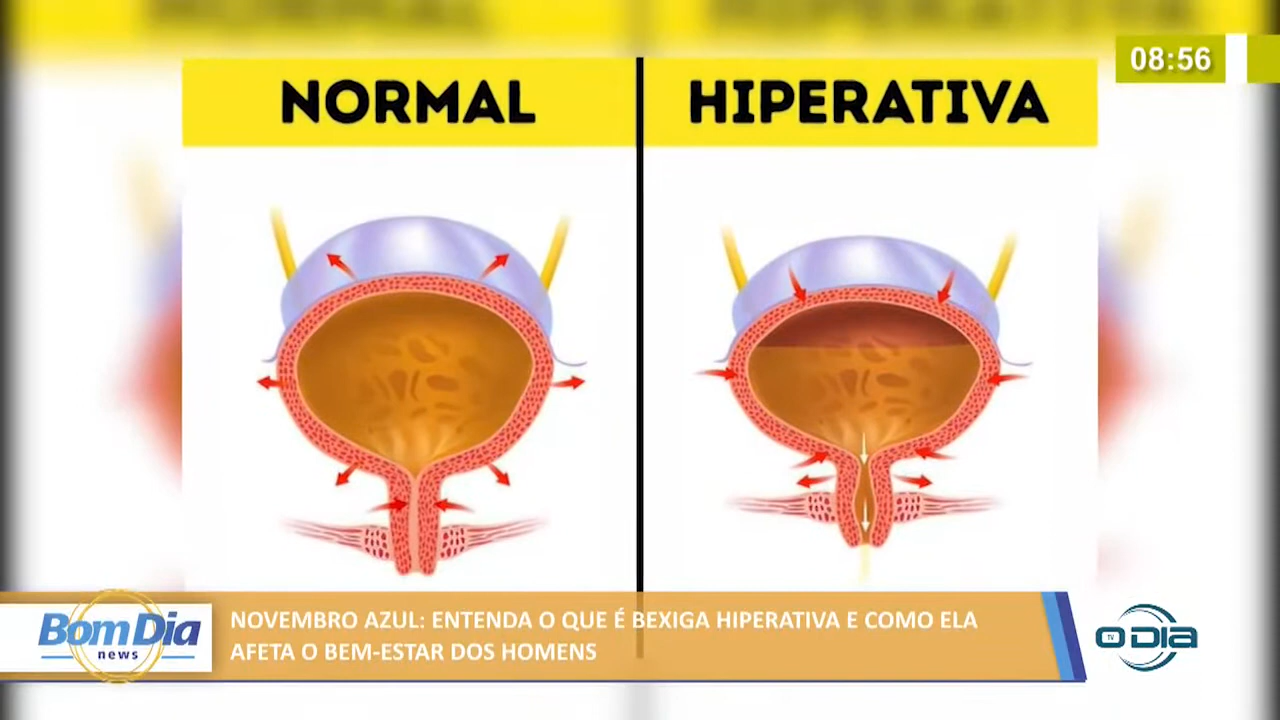 NORMAL
HIPERATIVA
08:56
NOVEMBRO AZUL: ENTENDA O QUE É BEXIGA HIPERATIVA E COMO ELA
AFETA O BEM-ESTAR DOS HOMENS
Bom Dia
news
TV
O DIA